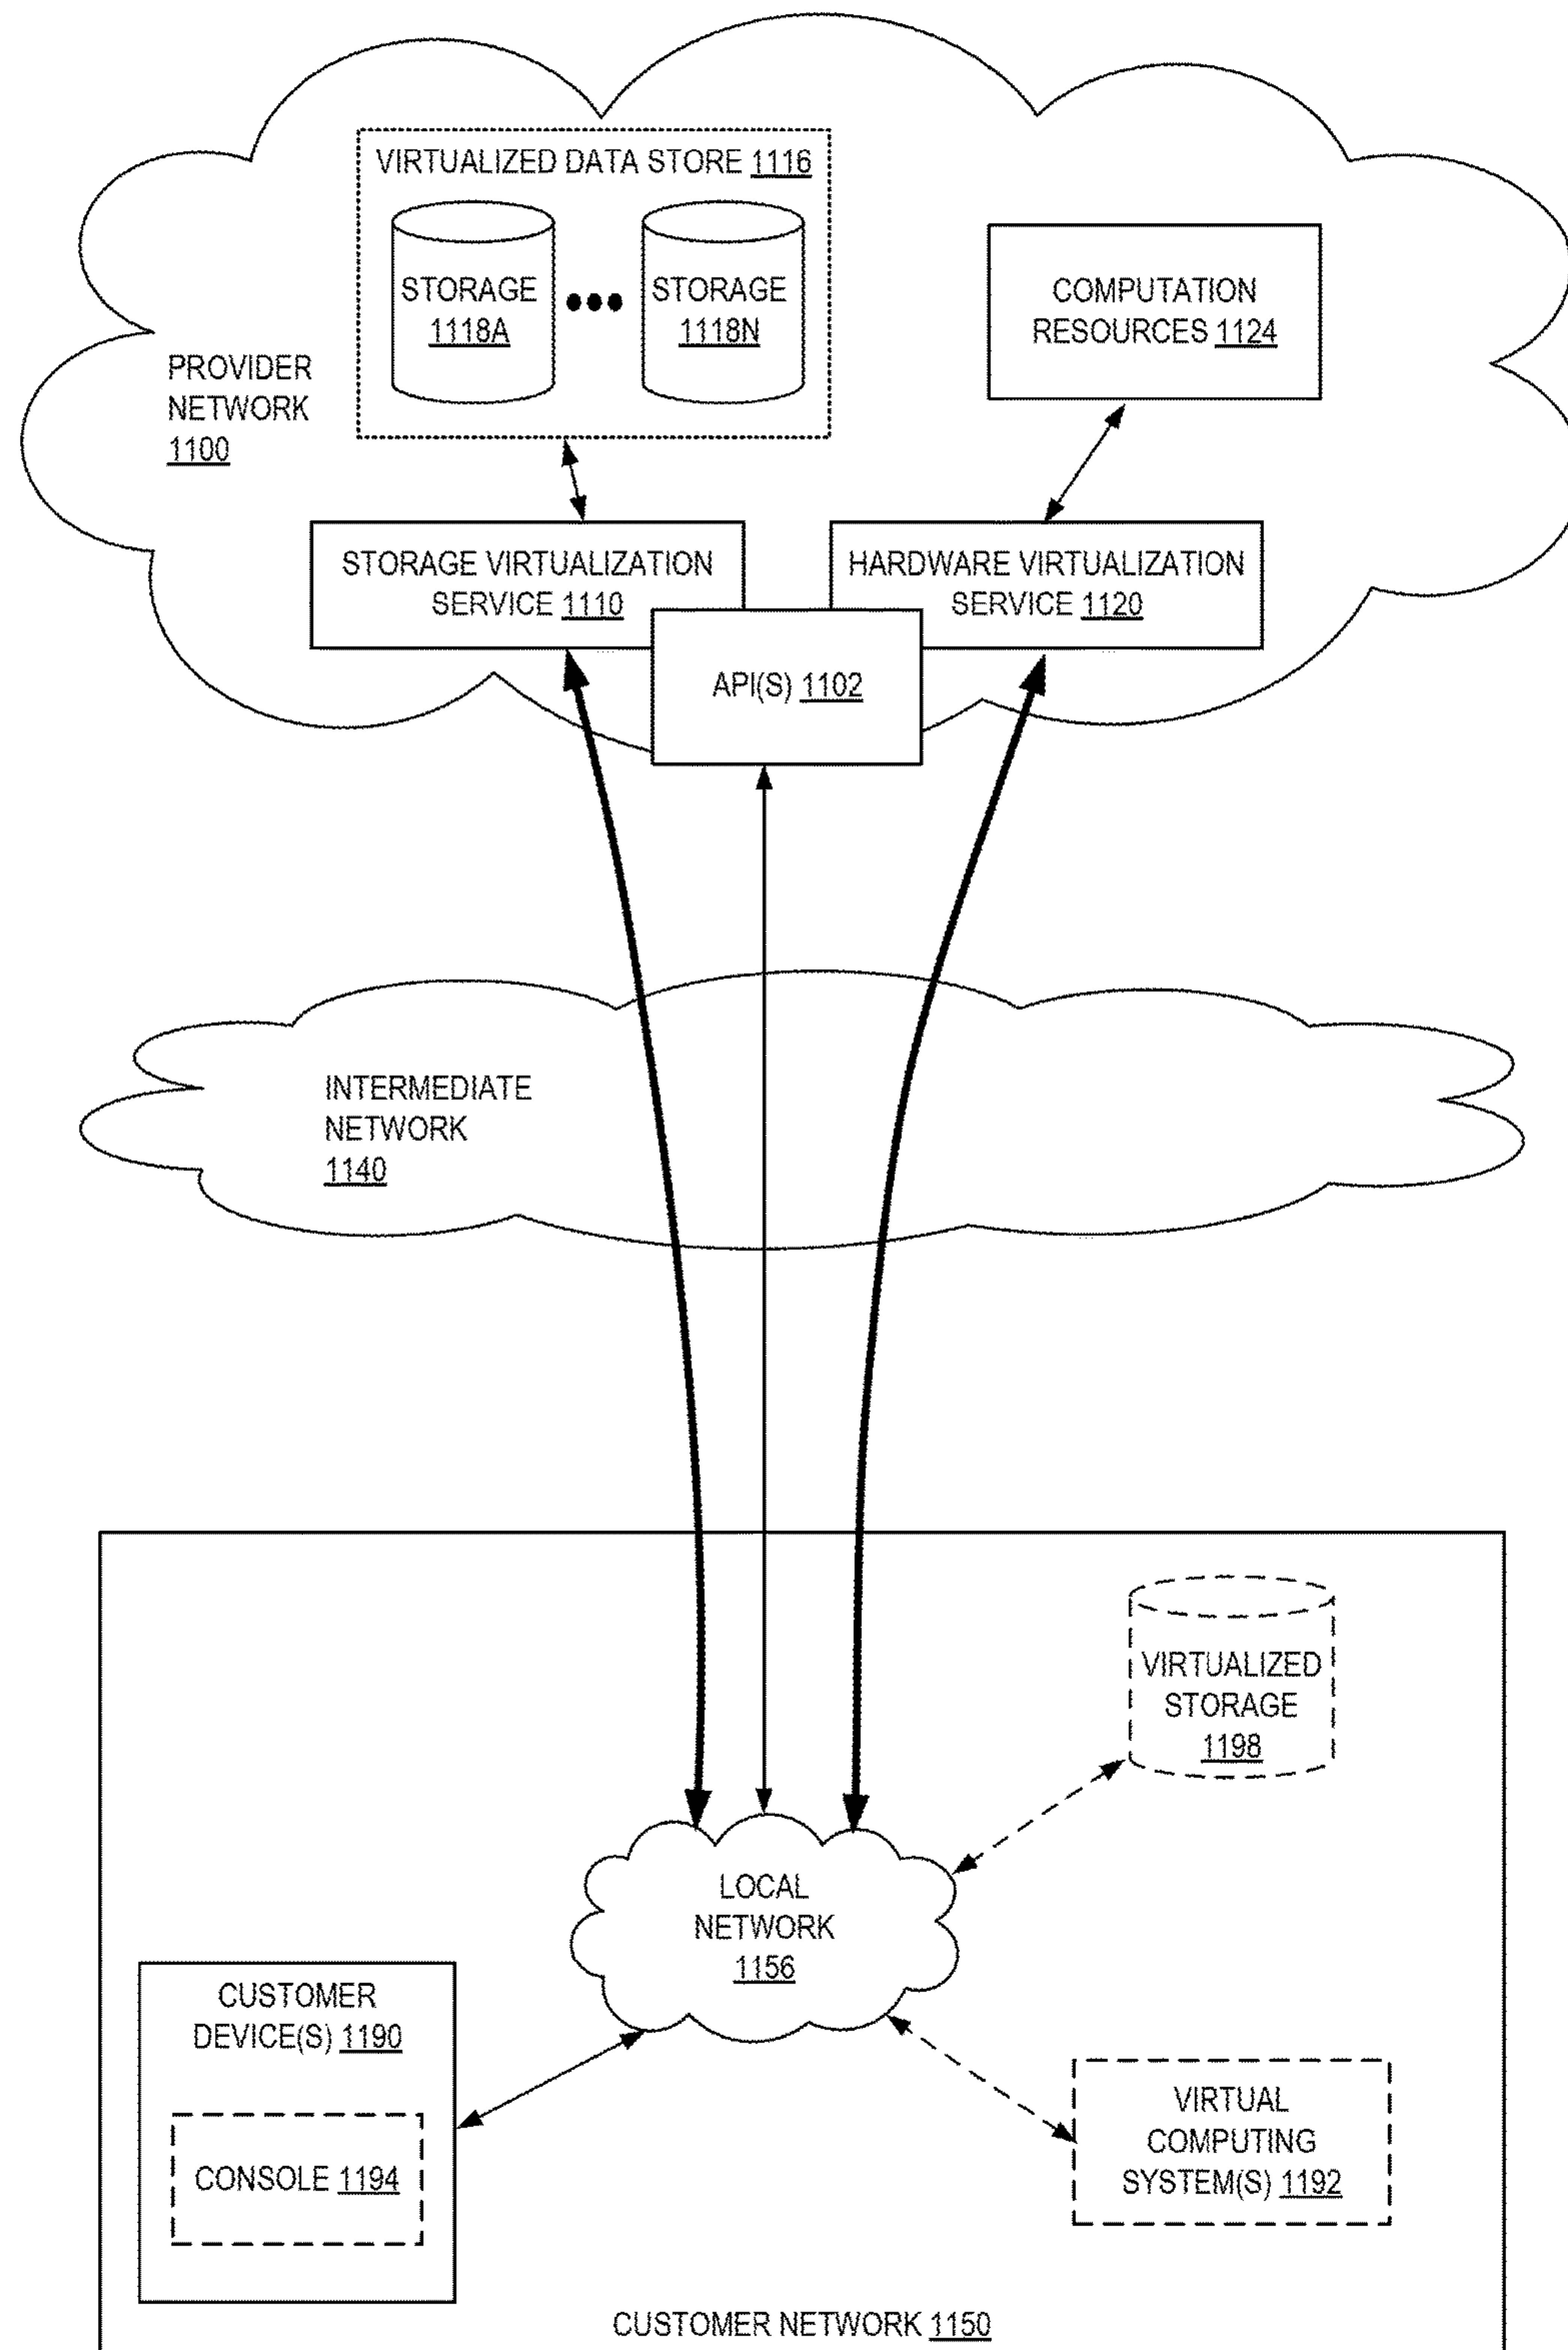 VIRTUALIZED DATA STORE 1116
STORAGE
1118A
STORAGE
1118N
COMPUTATION
RESOURCES 1124
PROVIDER
NETWORK
1100
STORAGE VIRTUALIZATION
SERVICE 1110
HARDWARE VIRTUALIZATION
SERVICE 1120
API(S) 1102
INTERMEDIATE
NETWORK
1140
VIRTUALIZED
STORAGE
1198
LOCAL
NETWORK
1156
CUSTOMER
DEVICE(S) 1190
CONSOLE 1194
VIRTUAL
COMPUTING
SYSTEM(S) 1192
CUSTOMER NETWORK 1150